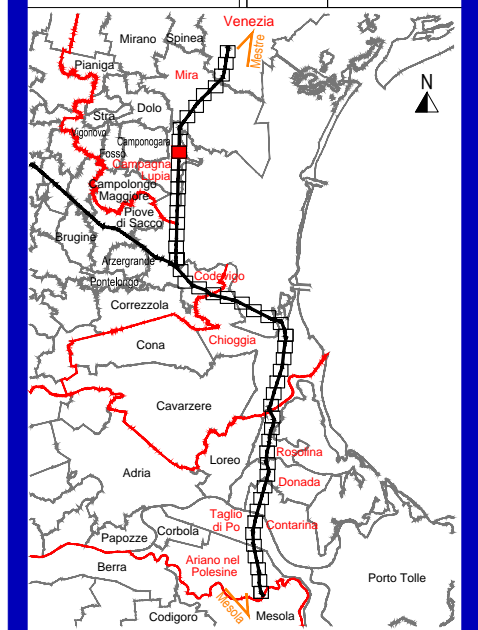 Venezia
Mirano
Spinea
Mestre
Pianiga
Mira
Dolo
Stra
Vigonovo
Camponogara
Fosso
Campagna
Lupia
Campolongo
Maggiore
Piove
di Sacco
Brugine
Arzergrande
Codevigo
Pontelongo
Correzzola
Chioggia
Cona
Cavarzere
Rosolina
Loreo
Adria
Donada
Taglio
di Po
Contarina
Corbola
Papozze
Ariano nel
Polesine
Berra
Porto Tolle
Mesola
Mesola
Codigoro
N